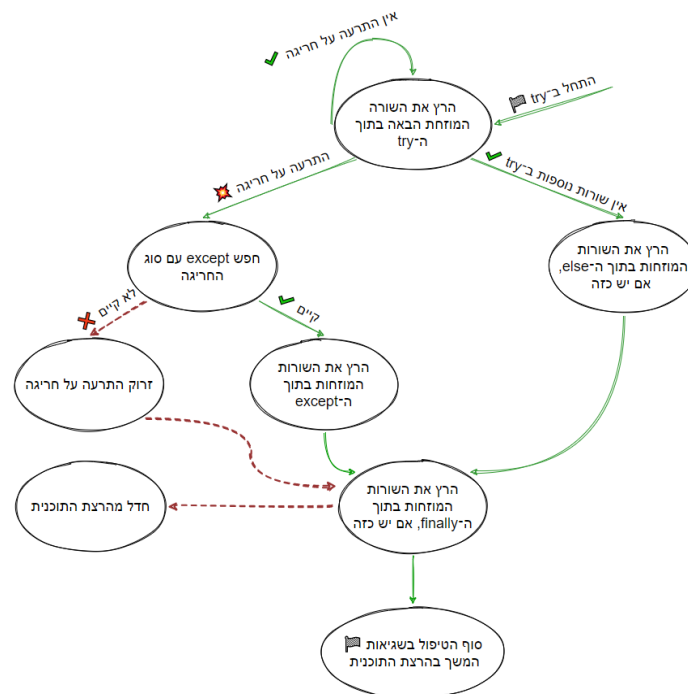 אין התרעה על חריגה
התחל ב־try
הרץ את השורה
המוזחת הבאה בתוך
ה־try
התרעה על חריגה
אין שורות נוספות ב־try
חפש except עם סוג
החריגה
הרץ את השורות
המוזחות בתוך ה־else,
אם יש כזה
לא קיים
קיים
זרוק התרעה על חריגה
הרץ את השורות
המוזחות בתוך
ה־except
חדל מהרצת התוכנית
הרץ את השורות
המוזחות בתוך
ה־finally, אם יש כזה
סוף הטיפול בשגיאות
המשך בהרצת התוכנית